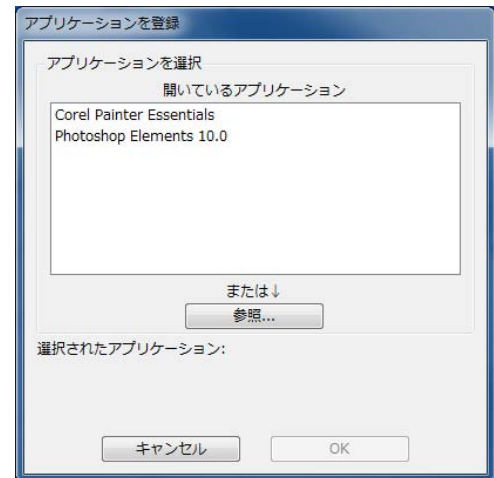 アプリケーションを登録
アプリケーションを選択
開いているアプリケーション
Corel Painter Essentials
Photoshop Elements 10.0
または↓
参照...
選択されたアプリケーション:
キャンセル
OK